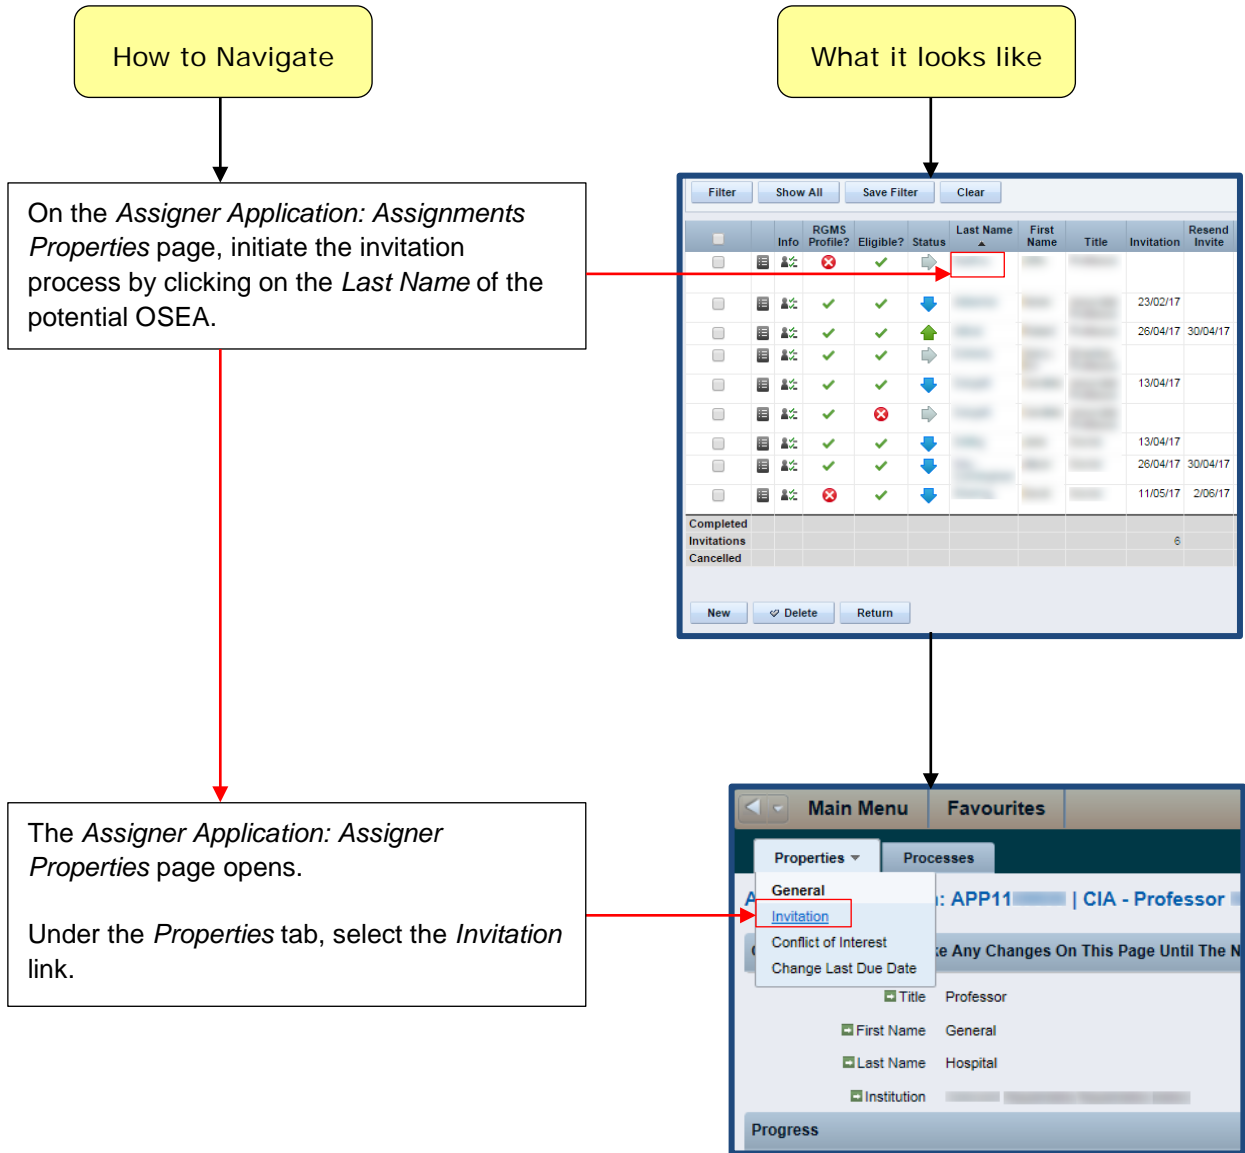 How to Navigate
What it looks like
On the Assigner Application: Assignments
Properties page, initiate the invitation
process by clicking on the Last Name of the
potential OSEA.
Filter Show All Save Filter Clear
Info RGMS Profile? Eligible? Status Last Name First Name Title Invitation Resend Invite
23/02/17
26/04/17 30/04/17
13/04/17
13/04/17
26/04/17 30/04/17
11/05/17 2/06/17
Completed
Invitations 6
Cancelled
New Delete Return
The Assigner Application: Assigner
Properties page opens.
Under the Properties tab, select the Invitation
link.
Main Menu Favourites
Properties Processes
General
: APP11 | CIA - Professor
Invitation
Conflict of Interest
Any Changes On This Page Until The N
Change Last Due Date
Title Professor
First Name General
Last Name Hospital
Institution
Progress